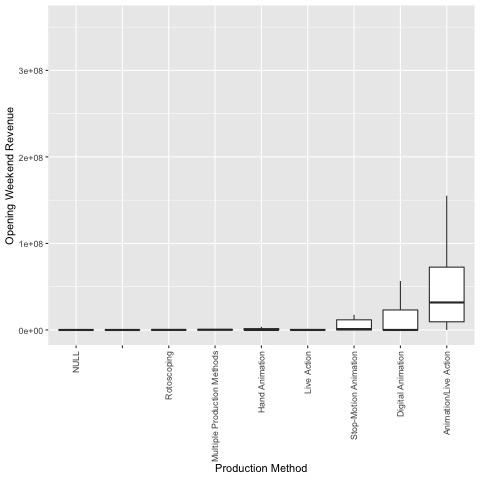 Opening Weekend Revenue
3e+08
2e+08
1e+08
0e+00
NULL
Rotoscoping
Multiple Production Methods
Hand Animation
Live Action
Stop-Motion Animation
Digital Animation
Animation/Live Action
Production Method